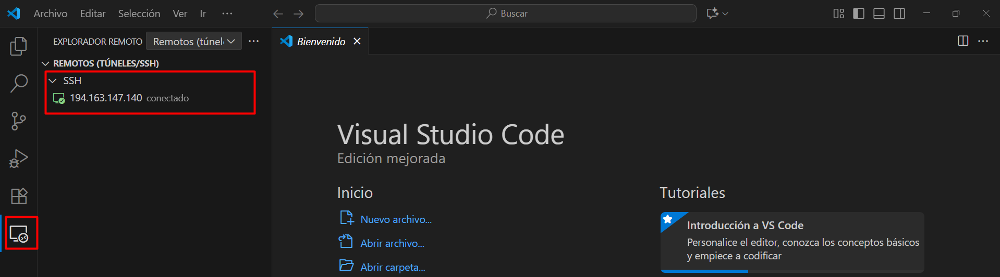 Archivo Editar Selección Ver Ir ···
Buscar
EXPLORADOR REMOTO Remotos (túnel
Bienvenido
REMOTOS (TÚNELES/SSH)
SSH
194.163.147.140 conectado
Visual Studio Code
Edición mejorada
Inicio
Nuevo archivo...
Abrir archivo...
Abrir carpeta...
Tutoriales
Introducción a VS Code
Personalice el editor, conozca los conceptos básicos
y empiece a codificar